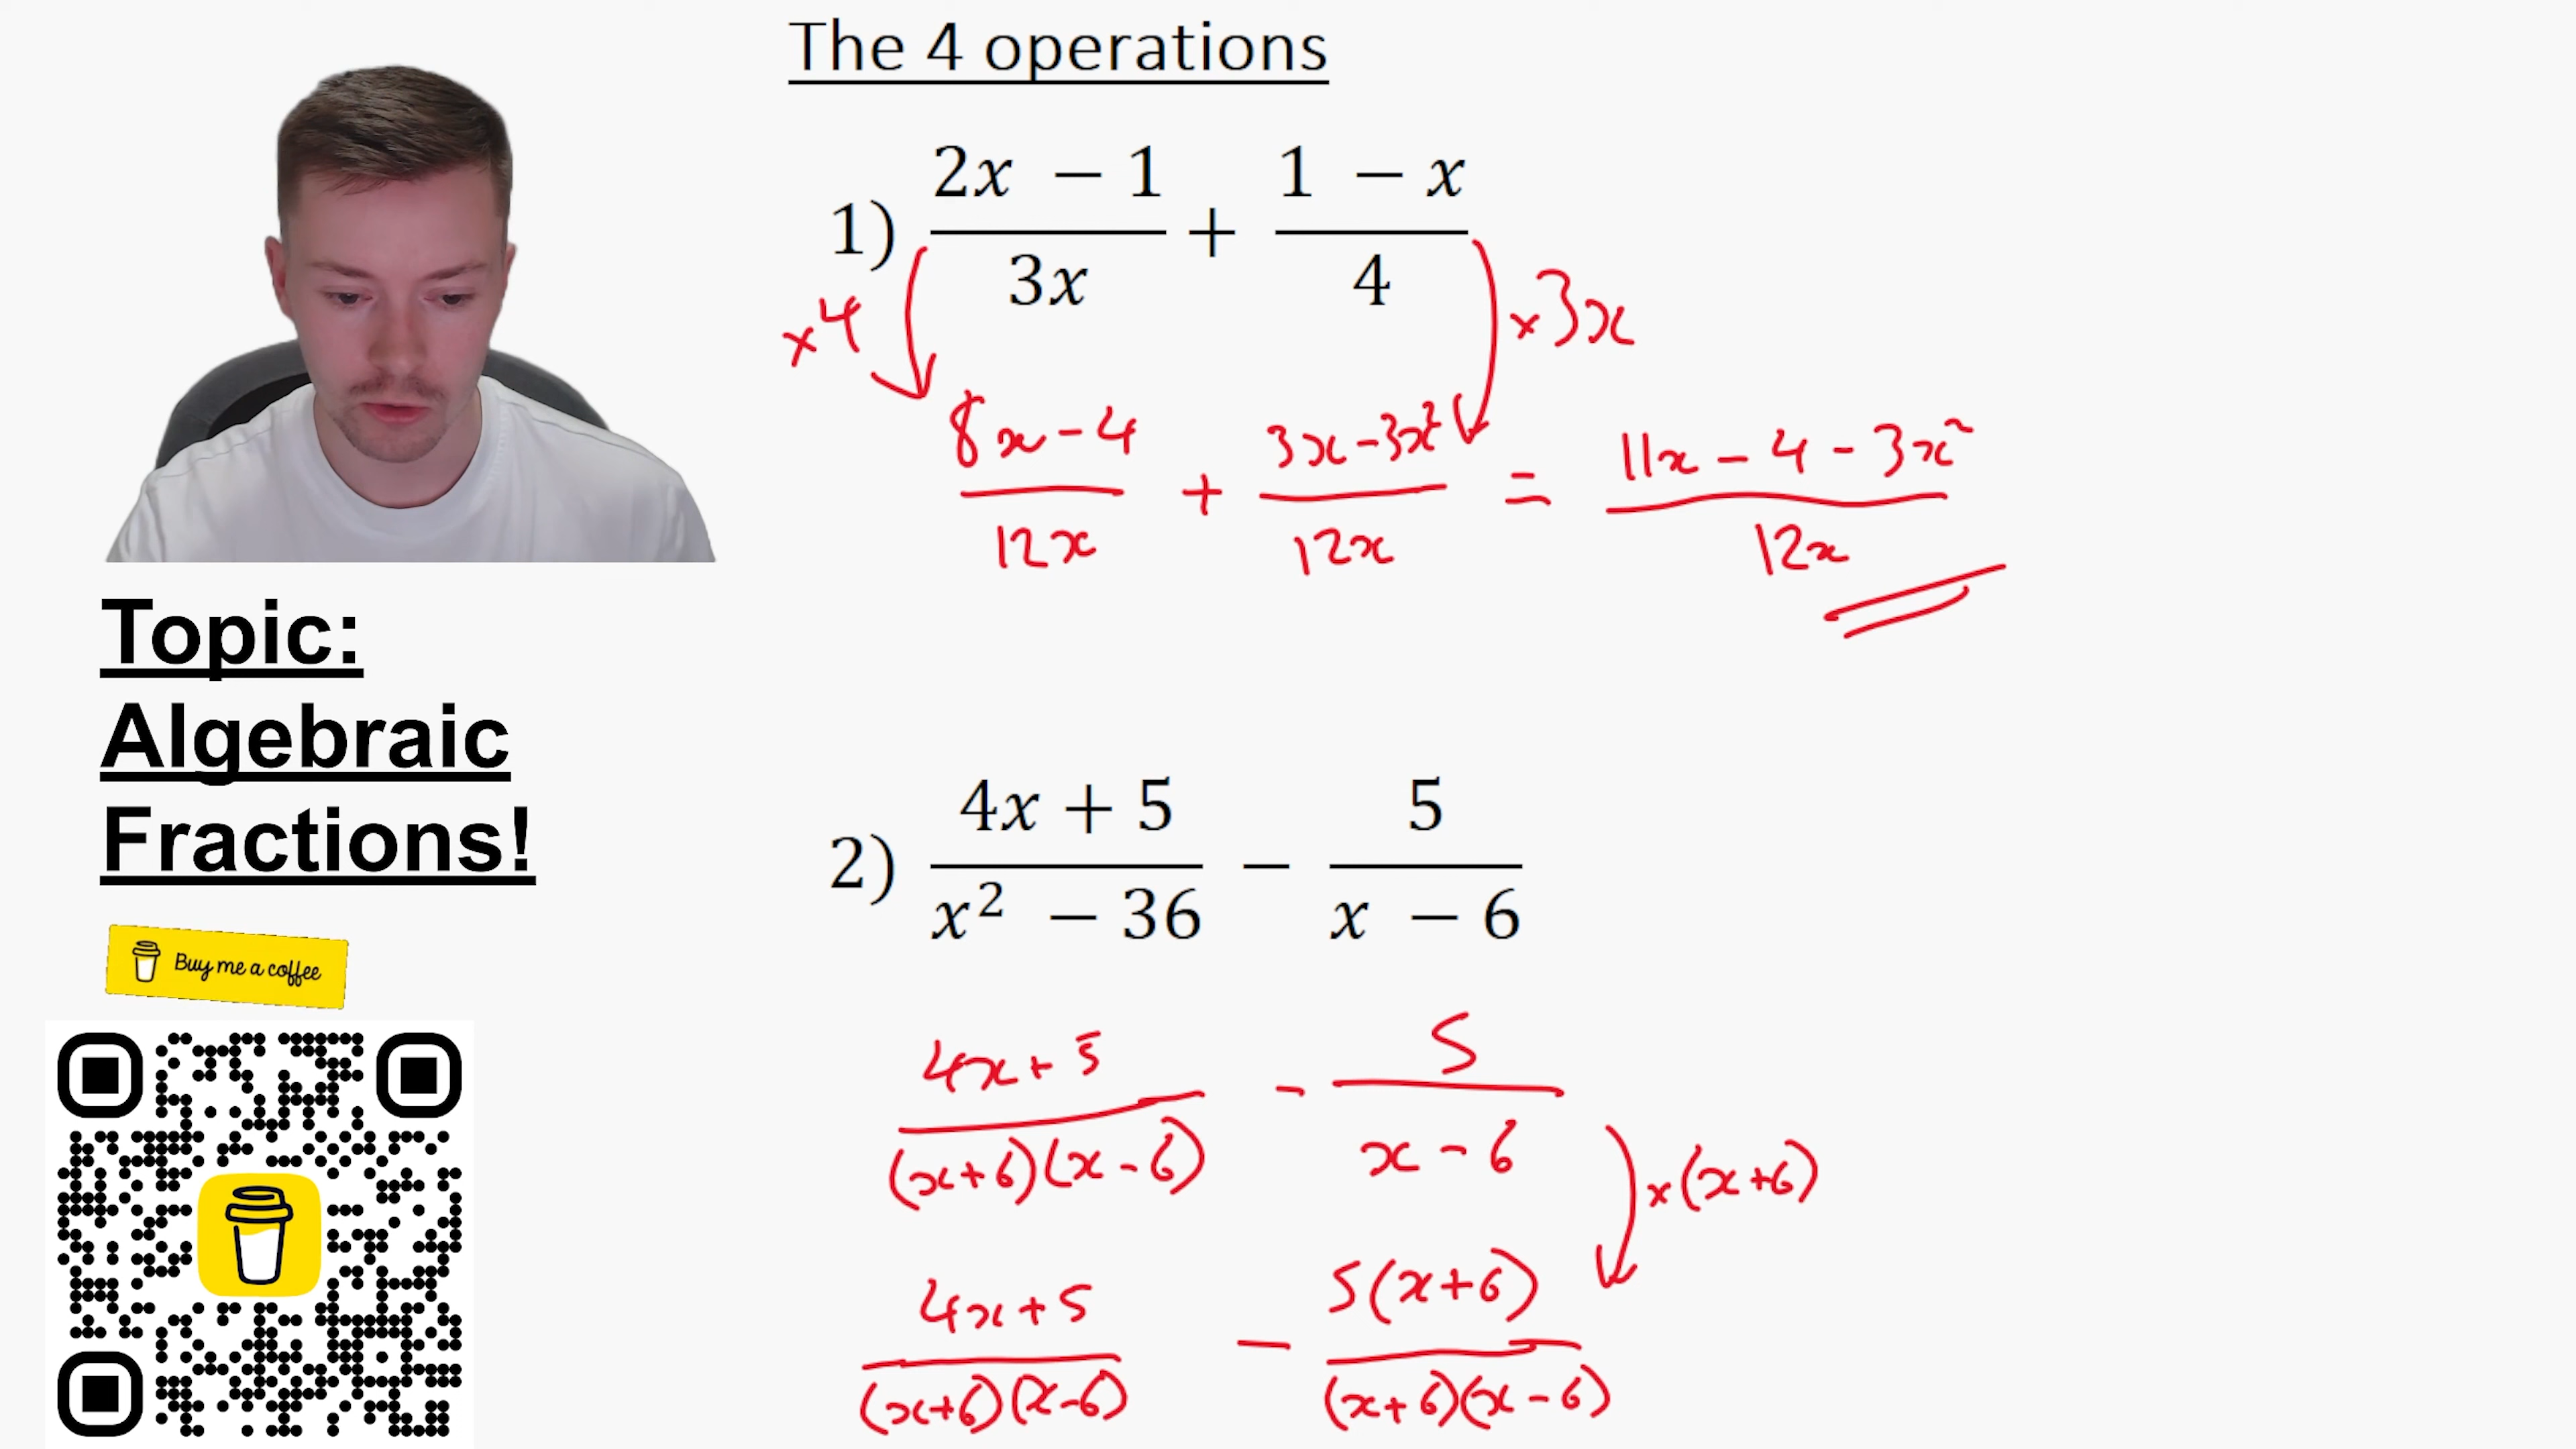 The 4 operations
1) (2x − 1)/(3x) + (1 − x)/4
×4
×3x
(8x − 4)/(12x) + (3x − 3x²)/(12x) = (11x − 4 − 3x²)/(12x)
Topic:
Algebraic
Fractions!
Buy me a coffee
2) (4x + 5)/(x² − 36) − 5/(x − 6)
(4x + 5)/((x+6)(x−6)) − 5/(x − 6)
×(x+6)
(4x + 5)/((x+6)(x−6)) − 5(x+6)/((x+6)(x−6))